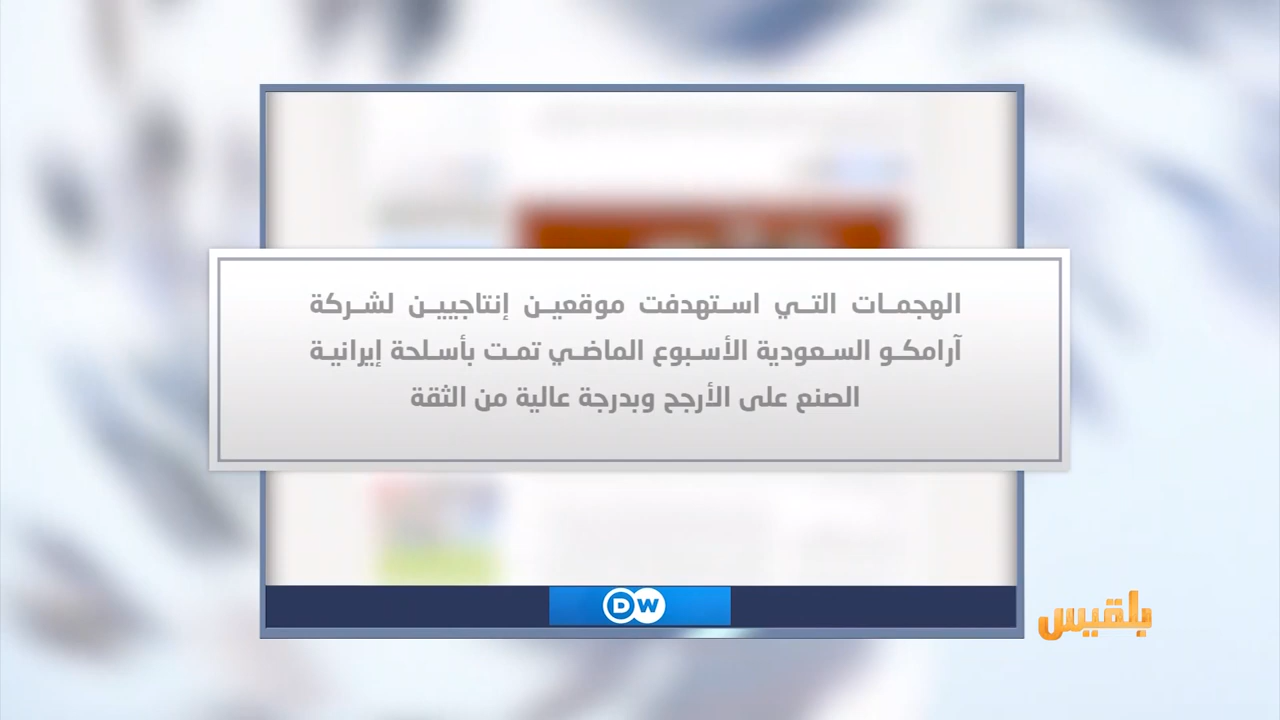 الهجمات التي استهدفت موقعين إنتاجيين لشركة
آرامكو السعودية الأسبوع الماضي تمت بأسلحة إيرانية
الصنع على الأرجح وبدرجة عالية من الثقة
DW
بلقيس